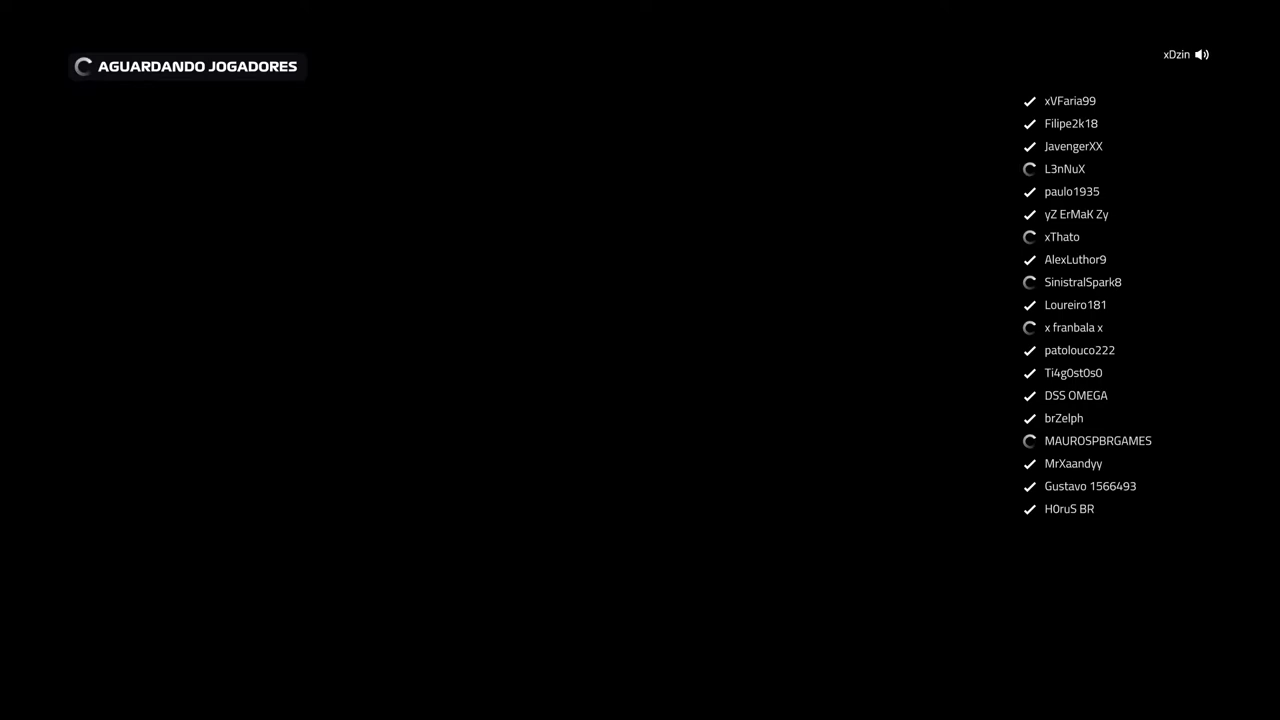 AGUARDANDO JOGADORES
xDzin
xVFaria99
Filipe2k18
JavengerXX
L3nNuX
paulo1935
yZ ErMaK Zy
xThato
AlexLuthor9
SinistralSpark8
Loureiro181
x franbala x
patolouco222
Ti4g0st0s0
DSS OMEGA
brZelph
MAUROSPBRGAMES
MrXaandyy
Gustavo 1566493
H0ruS BR